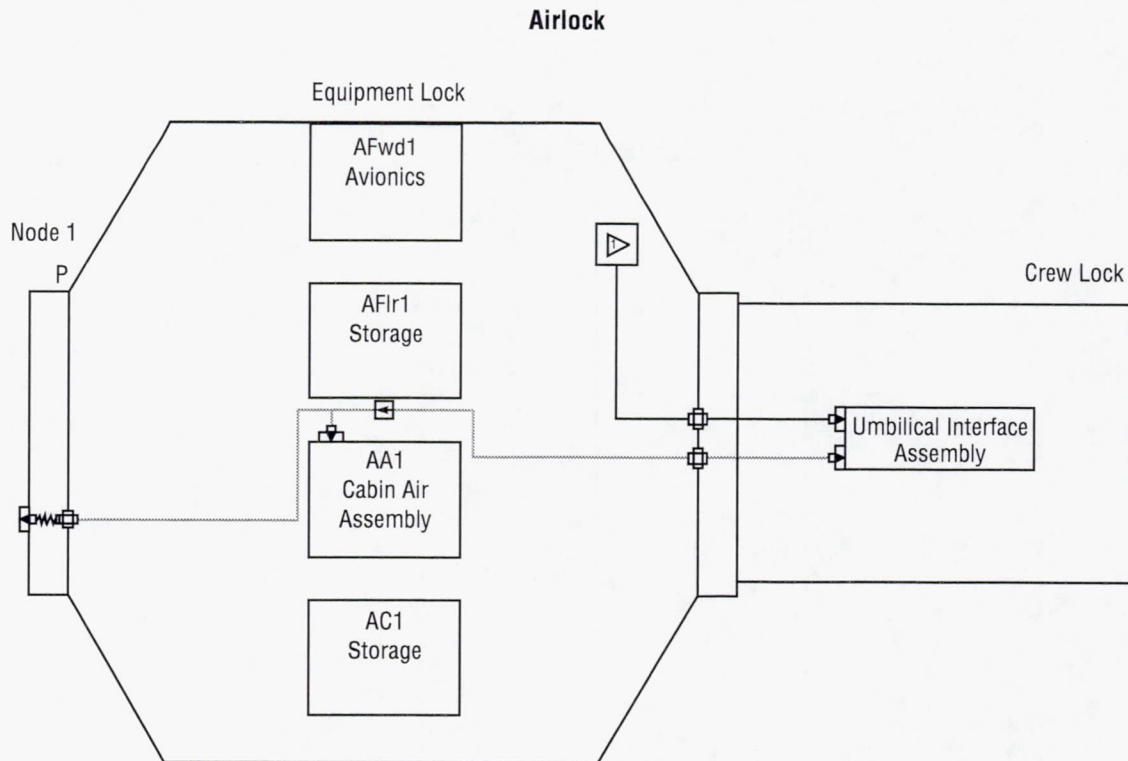 Airlock
Equipment Lock
AFwd1
Avionics
Node 1
P
1
Crew Lock
AFlr1
Storage
Umbilical Interface
Assembly
AA1
Cabin Air
Assembly
AC1
Storage